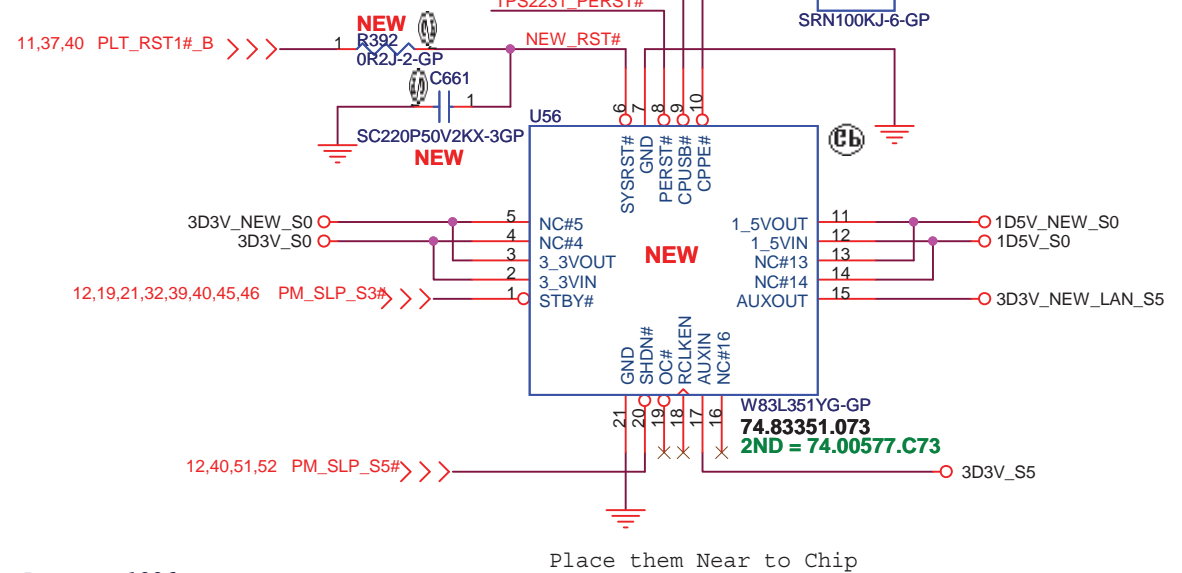 TPS2231_PERST#
SRN100KJ-6-GP
NEW
11,37,40 PLT_RST1#_B
1
R392
0R2J-2-GP
NEW_RST#
C661
1
SC220P50V2KX-3GP
NEW
U56
6
7
8
9
10
SYSRST#
GND
PERST#
CPUSB#
CPPE#
3D3V_NEW_S0
5
NC#5
3D3V_S0
4
NC#4
3
3_3VOUT
2
3_3VIN
12,19,21,32,39,40,45,46 PM_SLP_S3#
1
STBY#
NEW
1_5VOUT
11
1D5V_NEW_S0
1_5VIN
12
1D5V_S0
NC#13
13
NC#14
14
AUXOUT
15
3D3V_NEW_LAN_S5
GND
SHDN#
OC#
RCLKEN
AUXIN
NC#16
21
20
19
18
17
16
W83L351YG-GP
74.83351.073
2ND = 74.00577.C73
12,40,51,52 PM_SLP_S5#
3D3V_S5
Place them Near to Chip